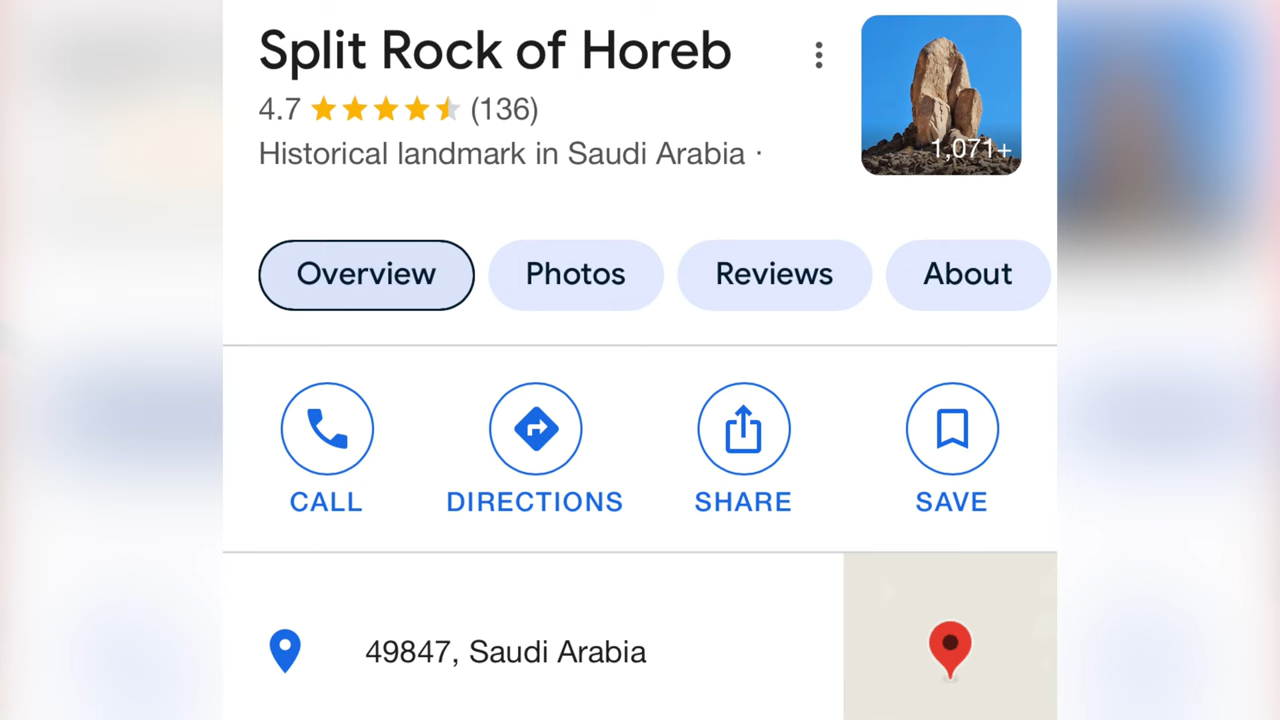 Split Rock of Horeb
4.7 (136)
Historical landmark in Saudi Arabia ·
1,071+
Overview Photos Reviews About
CALL DIRECTIONS SHARE SAVE
49847, Saudi Arabia